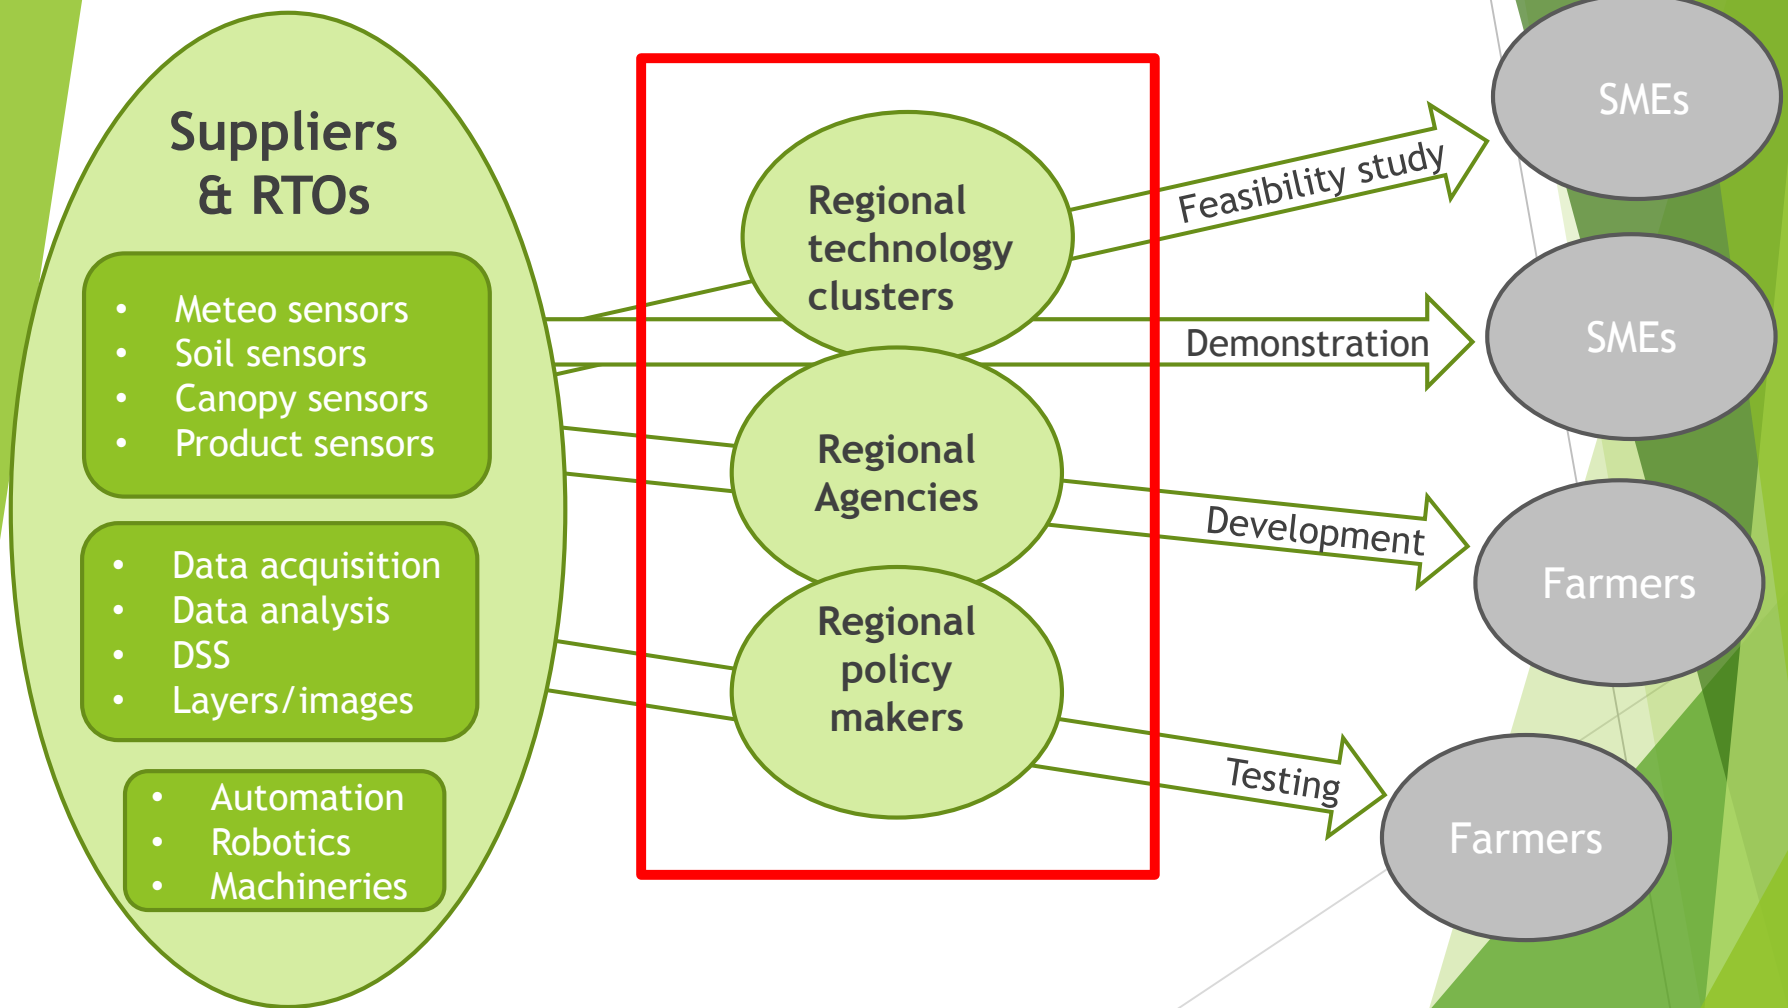 Suppliers
& RTOs
• Meteo sensors
• Soil sensors
• Canopy sensors
• Product sensors
• Data acquisition
• Data analysis
• DSS
• Layers/images
• Automation
• Robotics
• Machineries
Regional
technology
clusters
Regional
Agencies
Regional
policy
makers
Feasibility study
Demonstration
Development
Testing
SMEs
SMEs
Farmers
Farmers